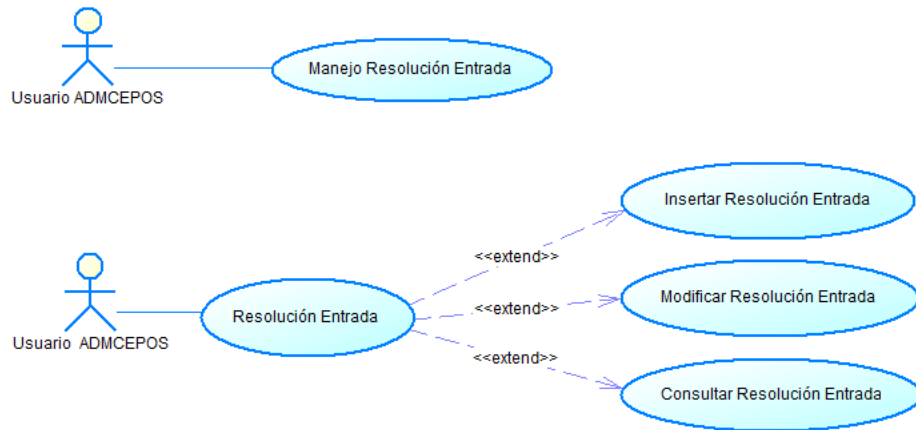 Manejo Resolución Entrada
Usuario ADMCEPOS
Insertar Resolución Entrada
<<extend>>
Modificar Resolución Entrada
<<extend>>
Resolución Entrada
Usuario ADMCEPOS
<<extend>>
Consultar Resolución Entrada